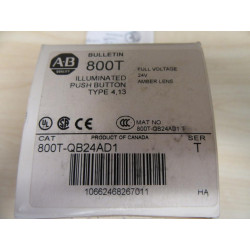 AB
BULLETIN
800T
ILLUMINATED
PUSH BUTTON
TYPE 4,13
FULL VOLTAGE
24V
AMBER LENS
MAT NO
800T-QB24AD1 T
CAT
PRODUCT OF CANADA
SER
800T-QB24AD1
T
10662468267011
HA